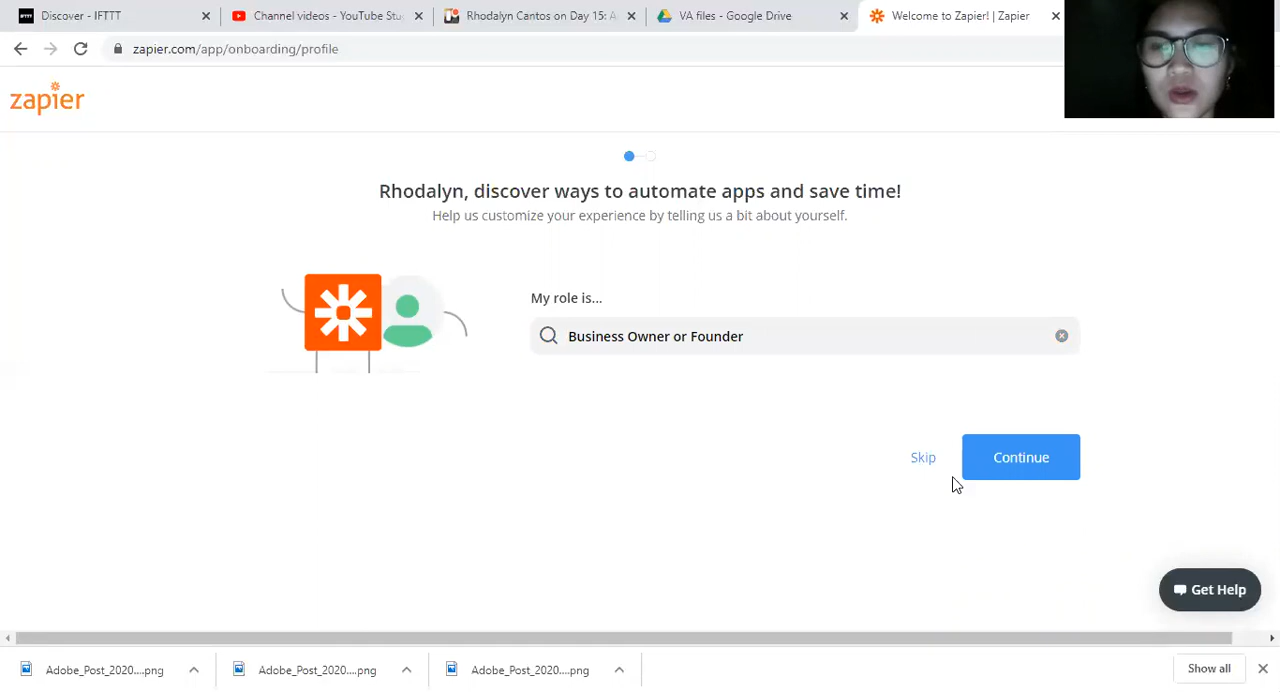 Discover - IFTTT
Channel videos - YouTube Stu
Rhodalyn Cantos on Day 15: A
VA files - Google Drive
Welcome to Zapier! | Zapier
zapier.com/app/onboarding/profile
zapier
Rhodalyn, discover ways to automate apps and save time!
Help us customize your experience by telling us a bit about yourself.
My role is...
Business Owner or Founder
Skip
Continue
Get Help
Adobe_Post_2020....png
Adobe_Post_2020....png
Adobe_Post_2020....png
Show all